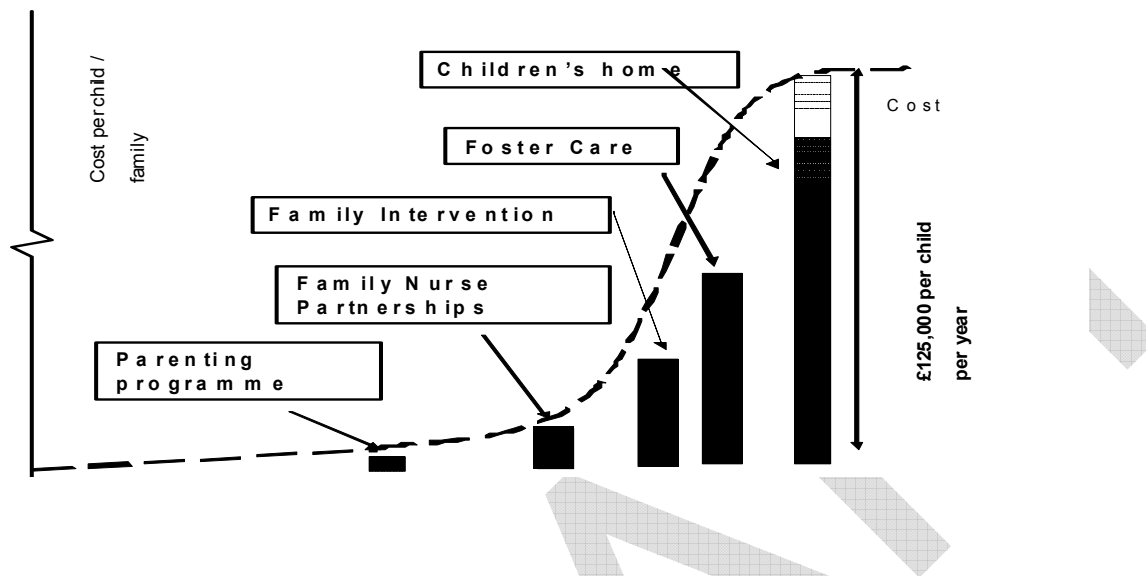 Cost per child /
family
Children's home
Foster Care
Family Intervention
Family Nurse
Partnerships
Parenting
programme
Cost
£125,000 per child
per year